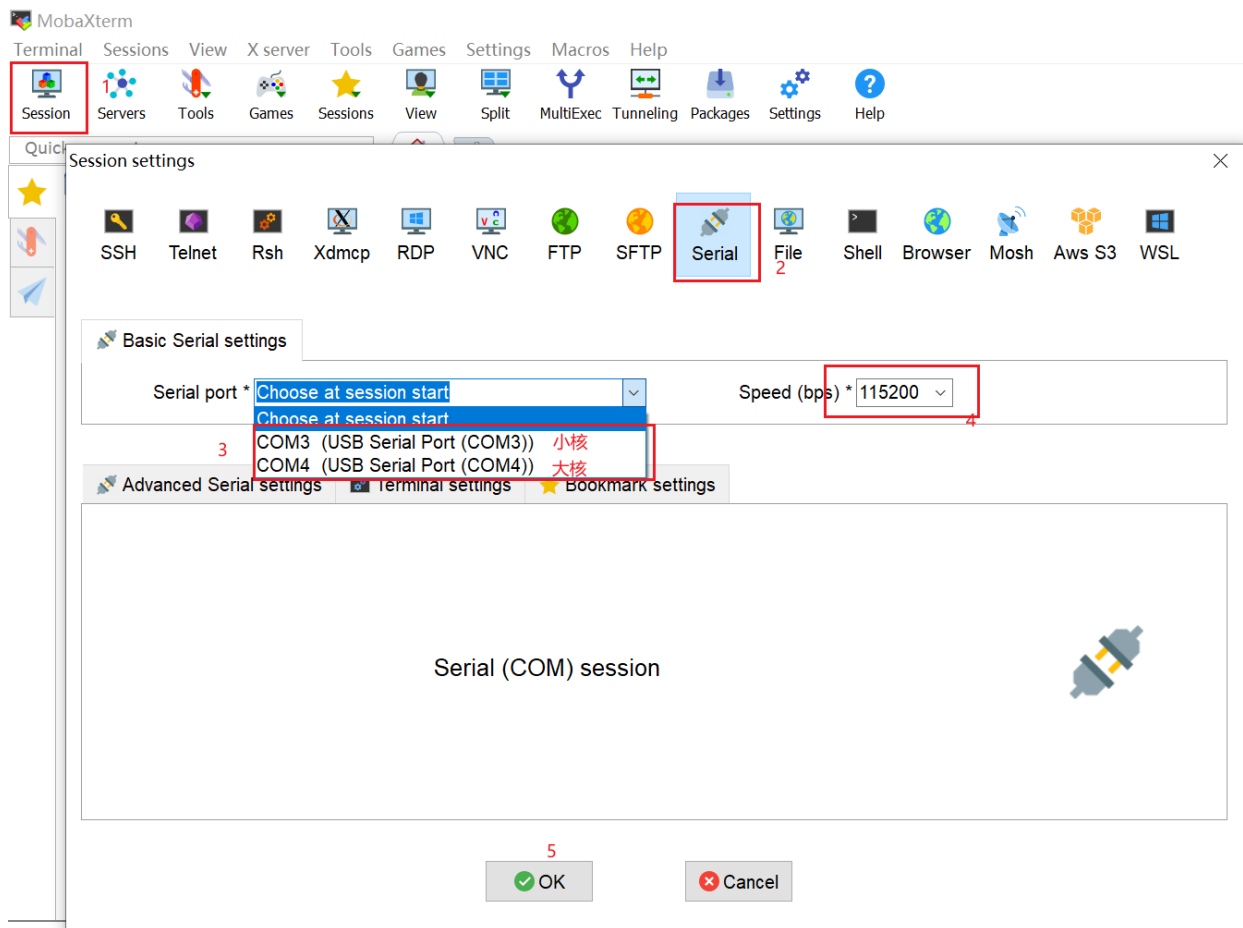 MobaXterm
Terminal Sessions View X server Tools Games Settings Macros Help
1
Session Servers Tools Games Sessions View Split MultiExec Tunneling Packages Settings Help
Quick
Session settings
SSH Telnet Rsh Xdmcp RDP VNC FTP SFTP Serial File Shell Browser Mosh Aws S3 WSL
2
Basic Serial settings
Serial port * Choose at session start Speed (bps) * 115200
Choose at session start
4
3 COM3 (USB Serial Port (COM3)) 小核
COM4 (USB Serial Port (COM4)) 大核
Advanced Serial settings Terminal settings Bookmark settings
Serial (COM) session
5
OK Cancel